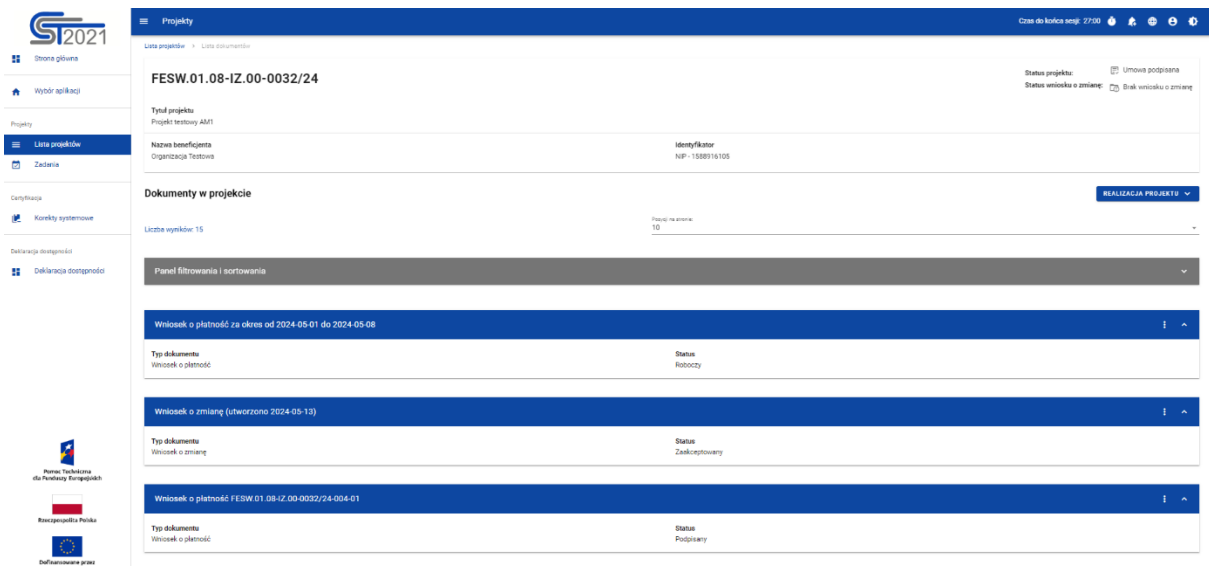 CST2021
Projekty
Czas do końca sesji: 27:00
Strona główna
Wybór aplikacji
Projekty
Lista projektów
Zadania
Certyfikacja
Korekty systemowe
Deklaracja dostępności
Deklaracja dostępności
Pomoc Techniczna
dla Funduszy Europejskich
Rzeczpospolita Polska
Dofinansowane przez
Lista projektów
Lista dokumentów
FESW.01.08-IZ.00-0032/24
Status projektu: Umowa podpisana
Status wniosku o zmianę: Brak wniosku o zmianę
Tytuł projektu
Projekt testowy AM1
Nazwa beneficjenta
Organizacja Testowa
Identyfikator
NIP - 1588916105
Dokumenty w projekcie
REALIZACJA PROJEKTU
Liczba wyników: 15
Pozycji na stronie:
10
Panel filtrowania i sortowania
Wniosek o płatność za okres od 2024-05-01 do 2024-05-08
Typ dokumentu
Wniosek o płatność
Status
Roboczy
Wniosek o zmianę (utworzono 2024-05-13)
Typ dokumentu
Wniosek o zmianę
Status
Zaakceptowany
Wniosek o płatność FESW.01.08-IZ.00-0032/24-004-01
Typ dokumentu
Wniosek o płatność
Status
Podpisany